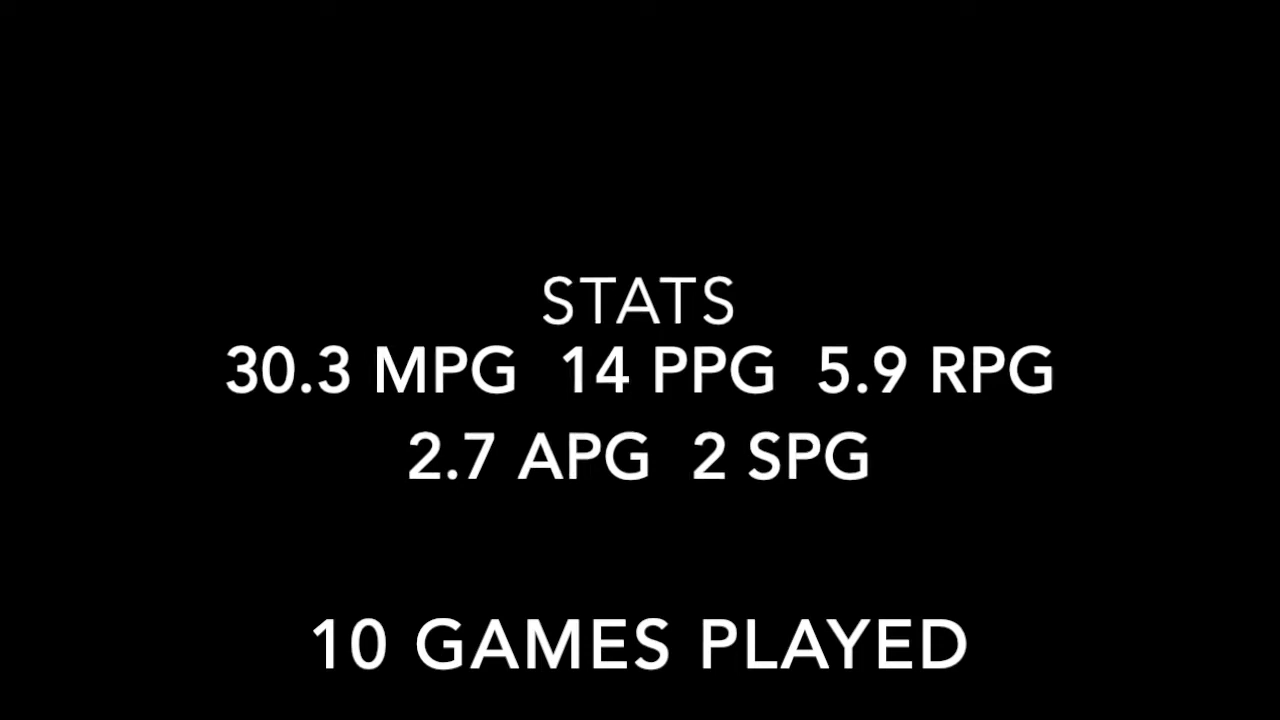 STATS
30.3 MPG 14 PPG 5.9 RPG
2.7 APG 2 SPG
10 GAMES PLAYED